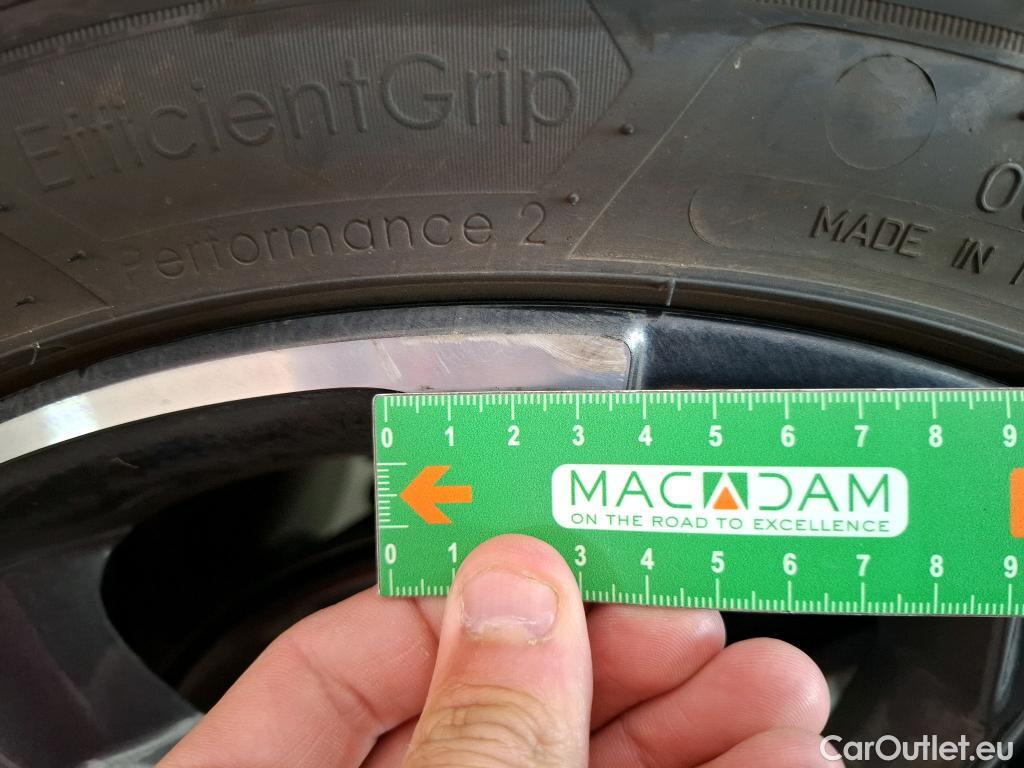 EfficientGrip
Performance 2
MADE IN
0 1 2 3 4 5 6 7 8 9
MACADAM
ON THE ROAD TO EXCELLENCE
0 1 3 4 5 6 7 8 9
CarOutlet.eu